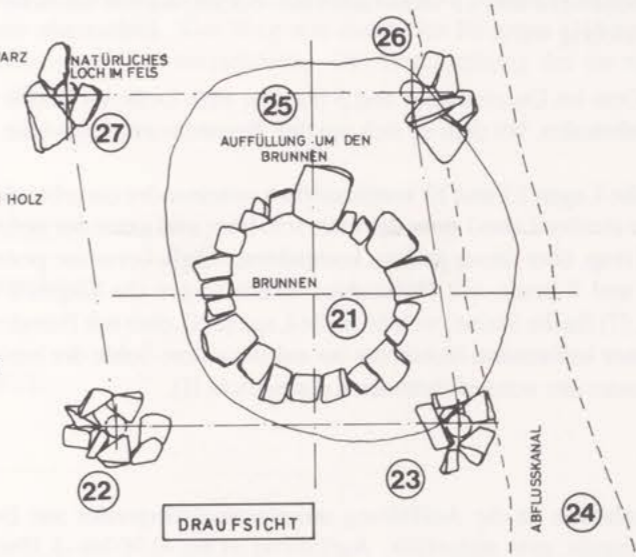 26
ARZ
NATÜRLICHES
LOCH IM FELS
27
25
AUFFÜLLUNG UM DEN
BRUNNEN
HOLZ
BRUNNEN
21
22
23
ABFLUSSKANAL
24
DRAUFSICHT